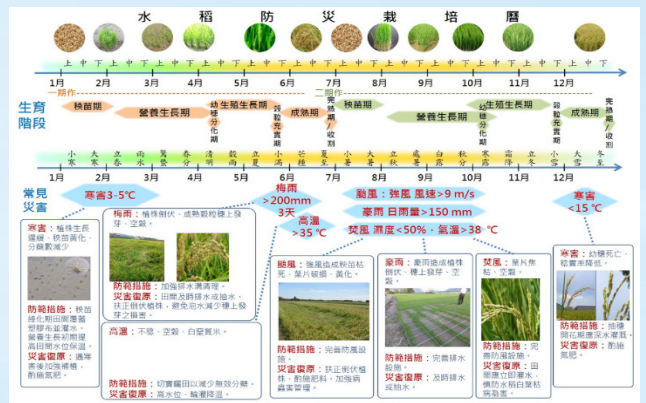 水稻防災栽培曆
上 中 下 上 中 下 上 中 下 上 中 下 上 中 下 上 中 下 上 中 下 上 中 下 上 中 下 上 中 下 上 中 下 上 中 下
1月 2月 3月 4月 5月 6月 7月 8月 9月 10月 11月 12月
一期作 二期作
生育
階段
秧苗期
營養生長期
幼穗分化期
生殖生長期
穀粒充實期
成熟期
完熟期/收割
秧苗期
營養生長期
幼穗分化期
生殖生長期
穀粒充實期
成熟期
完熟期/收割
小寒 大寒 立春 雨水 驚蟄 春分 清明 穀雨 立夏 小滿 芒種 夏至 小暑 大暑 立秋 處暑 白露 秋分 寒露 霜降 立冬 小雪 大雪 冬至
1月 2月 3月 4月 5月 6月 7月 8月 9月 10月 11月 12月
常見
災害
寒害3-5℃
梅雨
>200mm
3天
高溫
>35 ℃
颱風：強風 風速>9 m/s
豪雨 日雨量>150 mm
焚風 濕度<50%，氣溫>38 ℃
寒害
<15 ℃
寒害：植株生長
遲緩、秧苗黃化、
分蘗數減少
防範措施：秧苗
綠化期田間覆蓋
塑膠布並灌水。
營養生長初期提
高田間水位保溫。
災害復原：遇寒
害後加強補植，
酌施氮肥。
梅雨：植株倒伏、成熟穀粒穗上發
芽、空穀。
防範措施：加強排水溝清理。
災害復原：田間及時排水或抽水。
扶正倒伏植株，避免泡水減少穗上發
芽之損害。
高溫：不稔、空穀、白堊質米。
防範措施：切實曬田以減少無效分蘗。
災害復原：高水位、輪灌降溫。
颱風：強風造成秧苗枯
死、葉片破損、黃化。
防範措施：完善防風設
施。
災害復原：扶正倒伏植
株、酌施肥料。加強病
蟲害管理。
豪雨：豪雨造成植株
倒伏、穗上發芽、空
穀。
防範措施：完善排水
設施。
災害復原：及時排水
或抽水。
焚風：葉片焦
枯、空穀。
防範措施：完
善防風設施。
災害復原：田
間應立即灌水，
慎防水稻白葉枯
病為害。
寒害：幼穗死亡、
稔實率降低。
防範措施：抽穗
開花期應深水灌溉。
災害復原：酌施
氮肥。